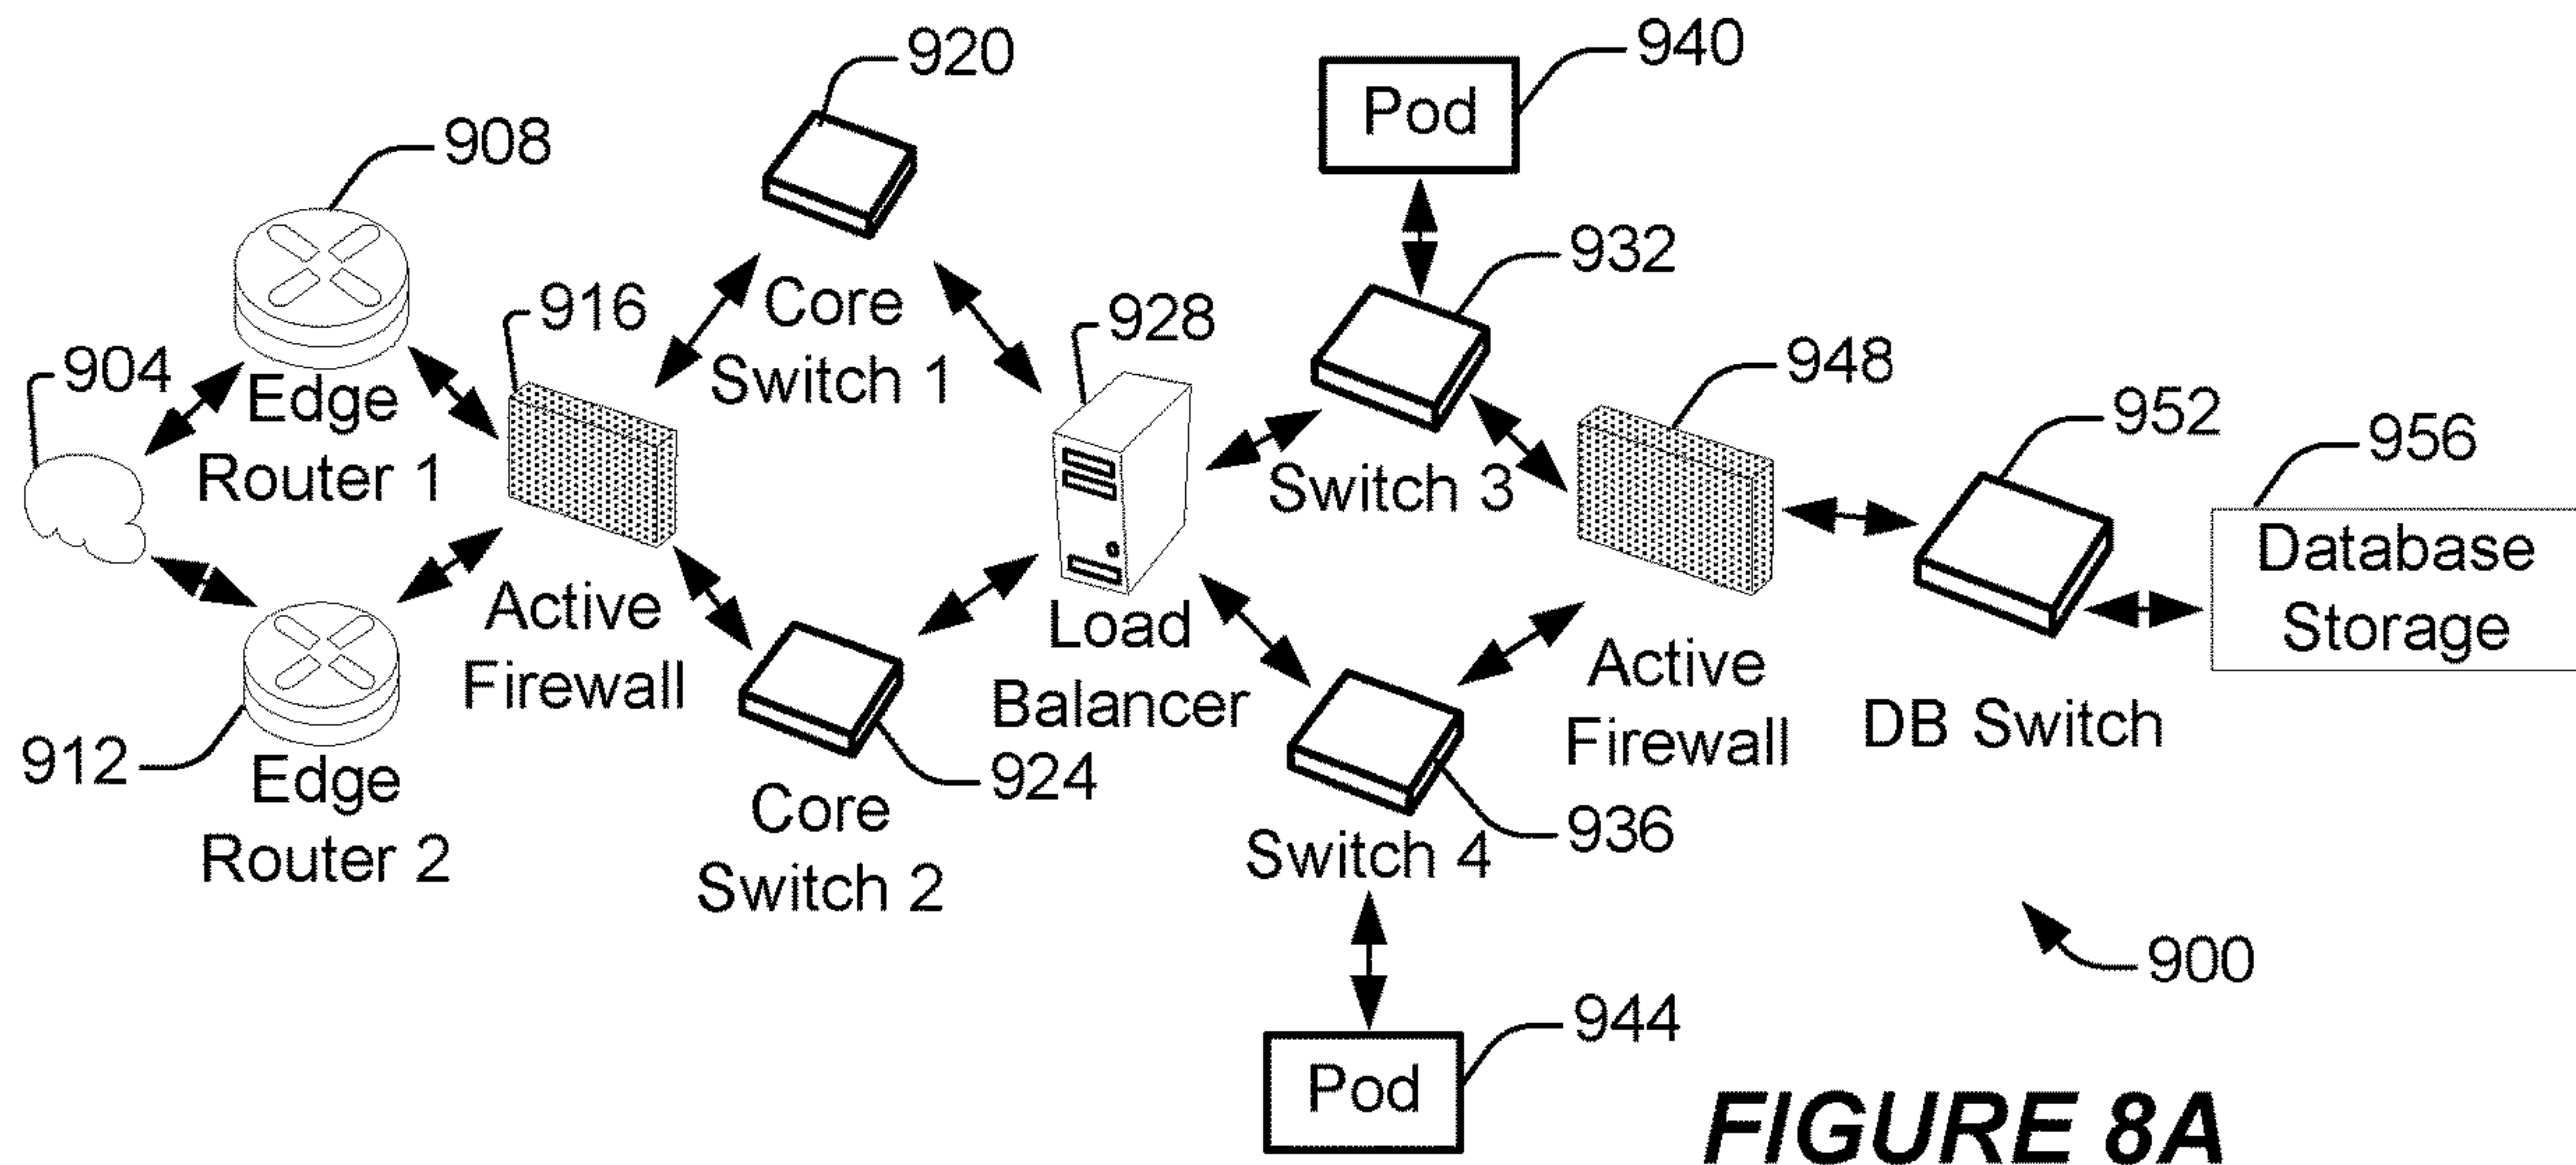 920
940
Pod
908
932
916
Core
Switch 1
928
948
904
Edge
Router 1
952
956
Switch 3
Database
Storage
Active
Firewall
Load
Balancer
Active
Firewall
DB Switch
912
Edge
Router 2
924
Core
Switch 2
936
Switch 4
900
944
Pod
FIGURE 8A